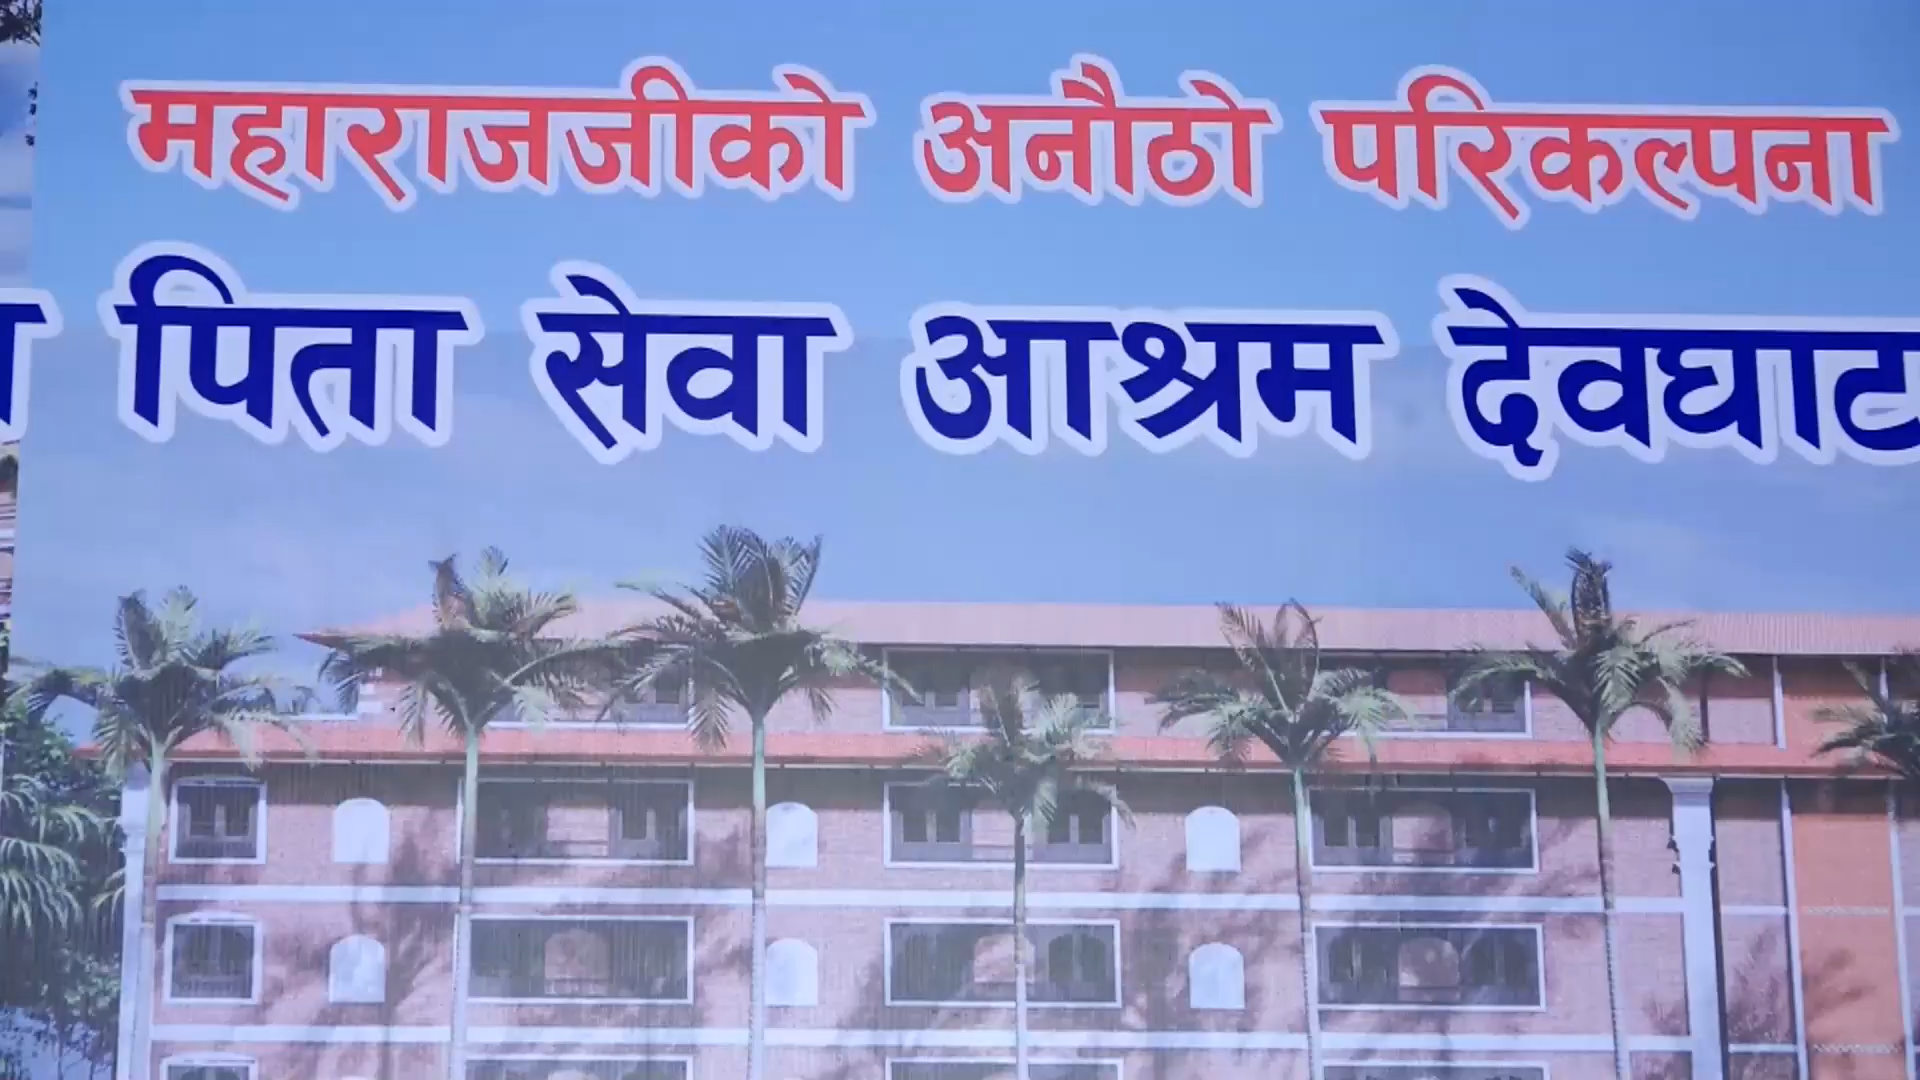 महाराजजीको अनौठो परिकल्पना
पिता सेवा आश्रम देवघाट